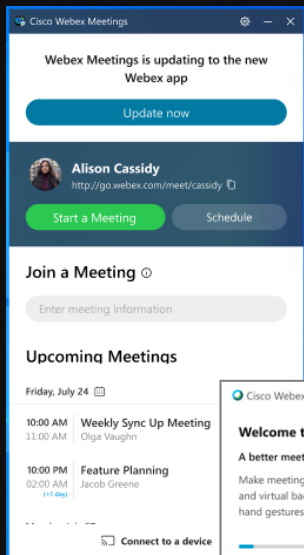 Cisco Webex Meetings
Webex Meetings is updating to the new
Webex app
Update now
Alison Cassidy
http://go.webex.com/meet/cassidy
Start a Meeting
Schedule
Join a Meeting
Enter meeting information
Upcoming Meetings
Friday, July 24
10:00 AM Weekly Sync Up Meeting
11:00 AM Olga Vaughn
10:00 PM Feature Planning
02:00 AM Jacob Greene
(+1 day)
Connect to a device
Cisco Webex
Welcome t
A better meet
Make meeting
and virtual bac
hand gestures